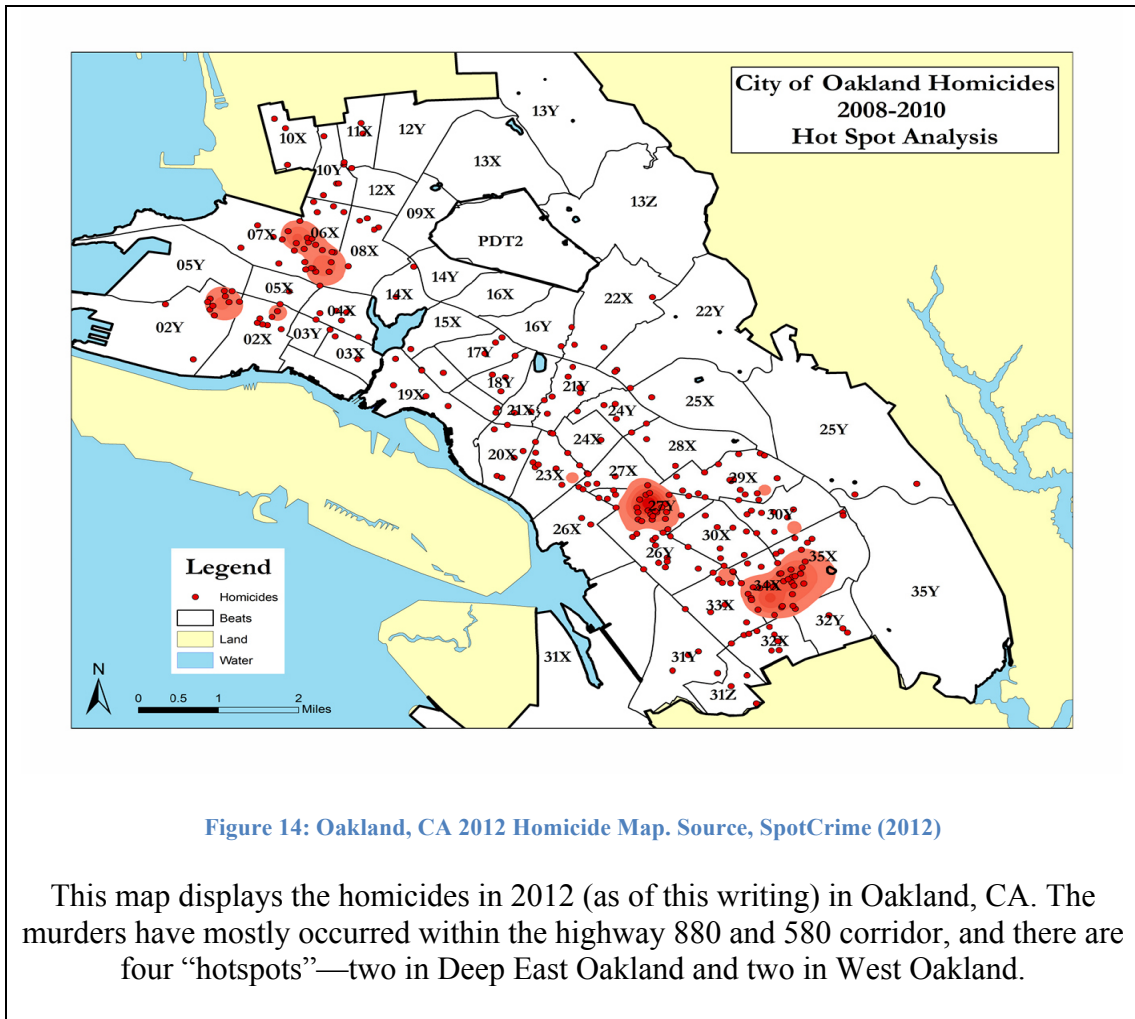 City of Oakland Homicides
2008-2010
Hot Spot Analysis
13Y
10X
11X
12Y
13X
10Y
12X
09X
13Z
07X
06X
08X
PDT2
05Y
05X
14Y
14X
16X
22X
22Y
02Y
02X
03Y
04X
03X
15X
16Y
17Y
18Y
19X
21X
21Y
24Y
25X
25Y
20X
23X
24X
27X
28X
29X
27Y
30Y
26X
26Y
30X
35X
34X
33X
35Y
32Y
32X
31X
31Y
31Z
Legend
Homicides
Beats
Land
Water
N
0 0.5 1 2
Miles
Figure 14: Oakland, CA 2012 Homicide Map. Source, SpotCrime (2012)
This map displays the homicides in 2012 (as of this writing) in Oakland, CA. The
murders have mostly occurred within the highway 880 and 580 corridor, and there are
four “hotspots”—two in Deep East Oakland and two in West Oakland.